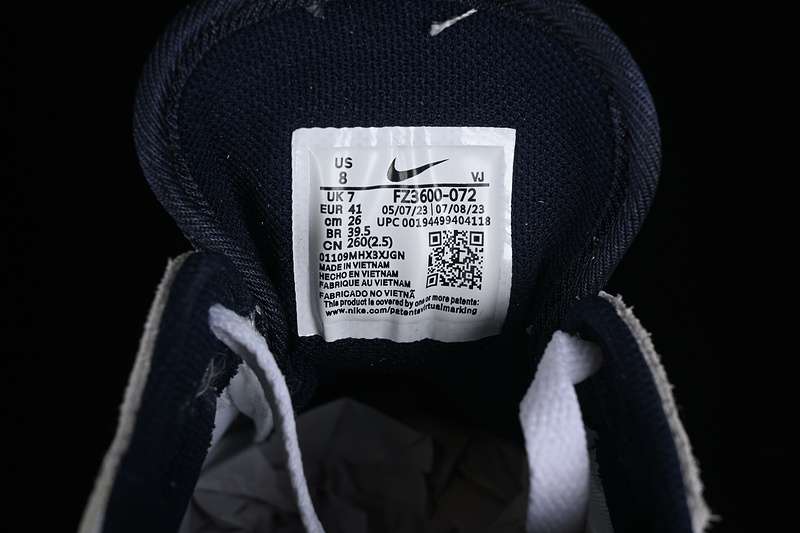 US
8
VJ
UK 7 FZ3600-072
EUR 41 05/07/23 | 07/08/23
cm 26 UPC 00194499404118
BR 39.5
CN 260(2.5)
01109MHX3XJGN
MADE IN VIETNAM
HECHO EN VIETNAM
FABRIQUE AU VIETNAM
FABRICADO NO VIETNÃ
This product is covered by one or more patents:
www.nike.com/patentsvirtualmarking